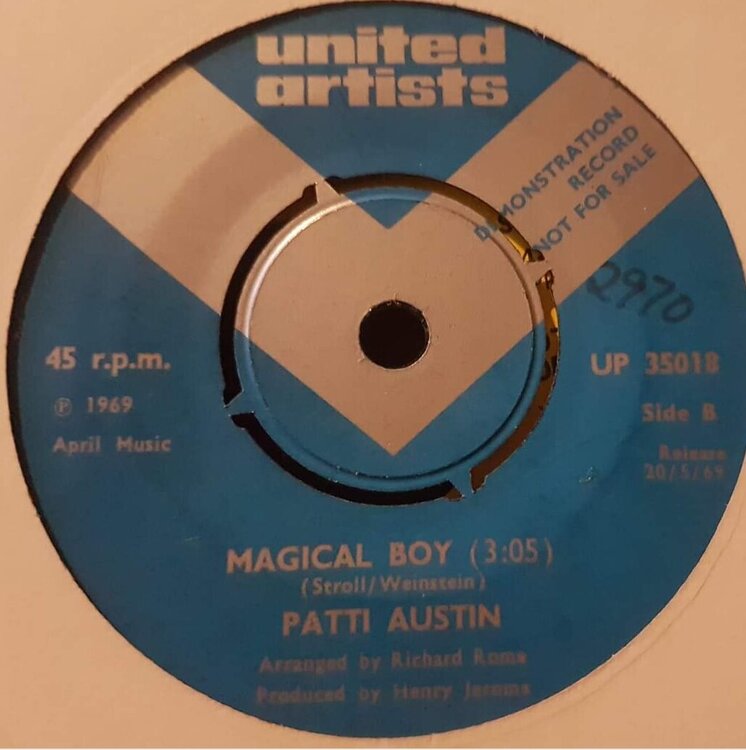 united
artists
DEMONSTRATION
RECORD
NOT FOR SALE
2970
45 r.p.m.
℗ 1969
April Music
UP 35018
Side B
Release
20/5/69
MAGICAL BOY (3:05)
(Stroll/Weinstein)
PATTI AUSTIN
Arranged by Richard Rome
Produced by Henry Jerome